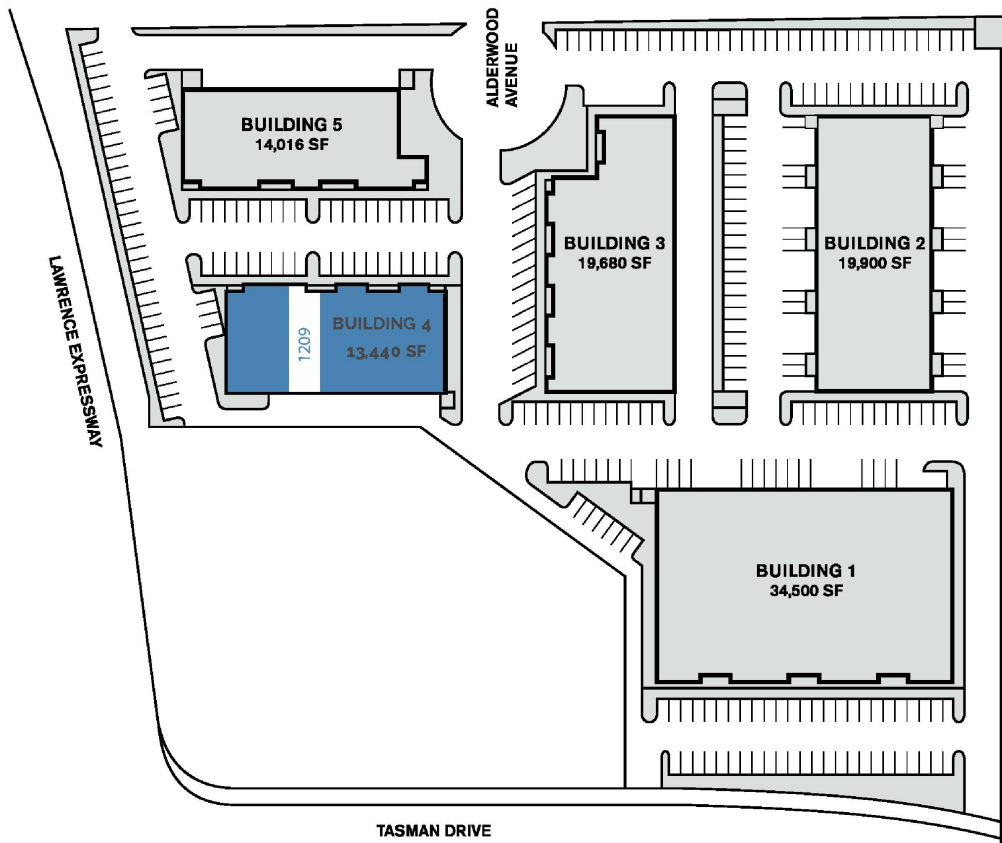 ALDERWOOD
AVENUE
BUILDING 5
14,016 SF
BUILDING 3
19,680 SF
BUILDING 2
19,900 SF
LAWRENCE EXPRESSWAY
1209
BUILDING 4
13,440 SF
BUILDING 1
34,500 SF
TASMAN DRIVE